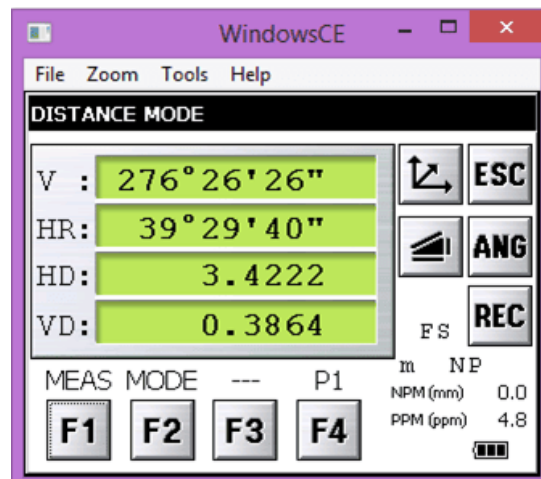 WindowsCE
File Zoom Tools Help
DISTANCE MODE
V : 276°26'26"
HR: 39°29'40"
HD: 3.4222
VD: 0.3864
ESC
ANG
REC
FS
m NP
NPM (mm) 0.0
PPM (ppm) 4.8
MEAS MODE --- P1
F1 F2 F3 F4